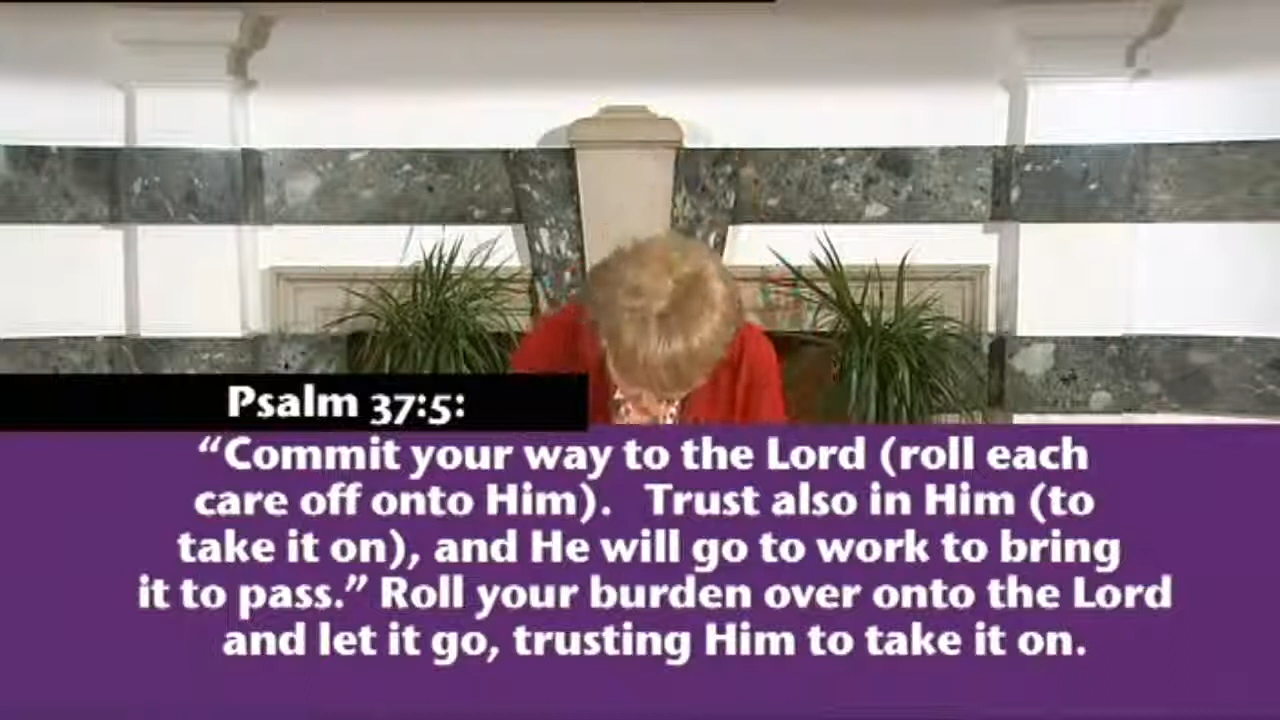 Psalm 37:5:
“Commit your way to the Lord (roll each
care off onto Him).   Trust also in Him (to
take it on), and He will go to work to bring
it to pass.” Roll your burden over onto the Lord
and let it go, trusting Him to take it on.